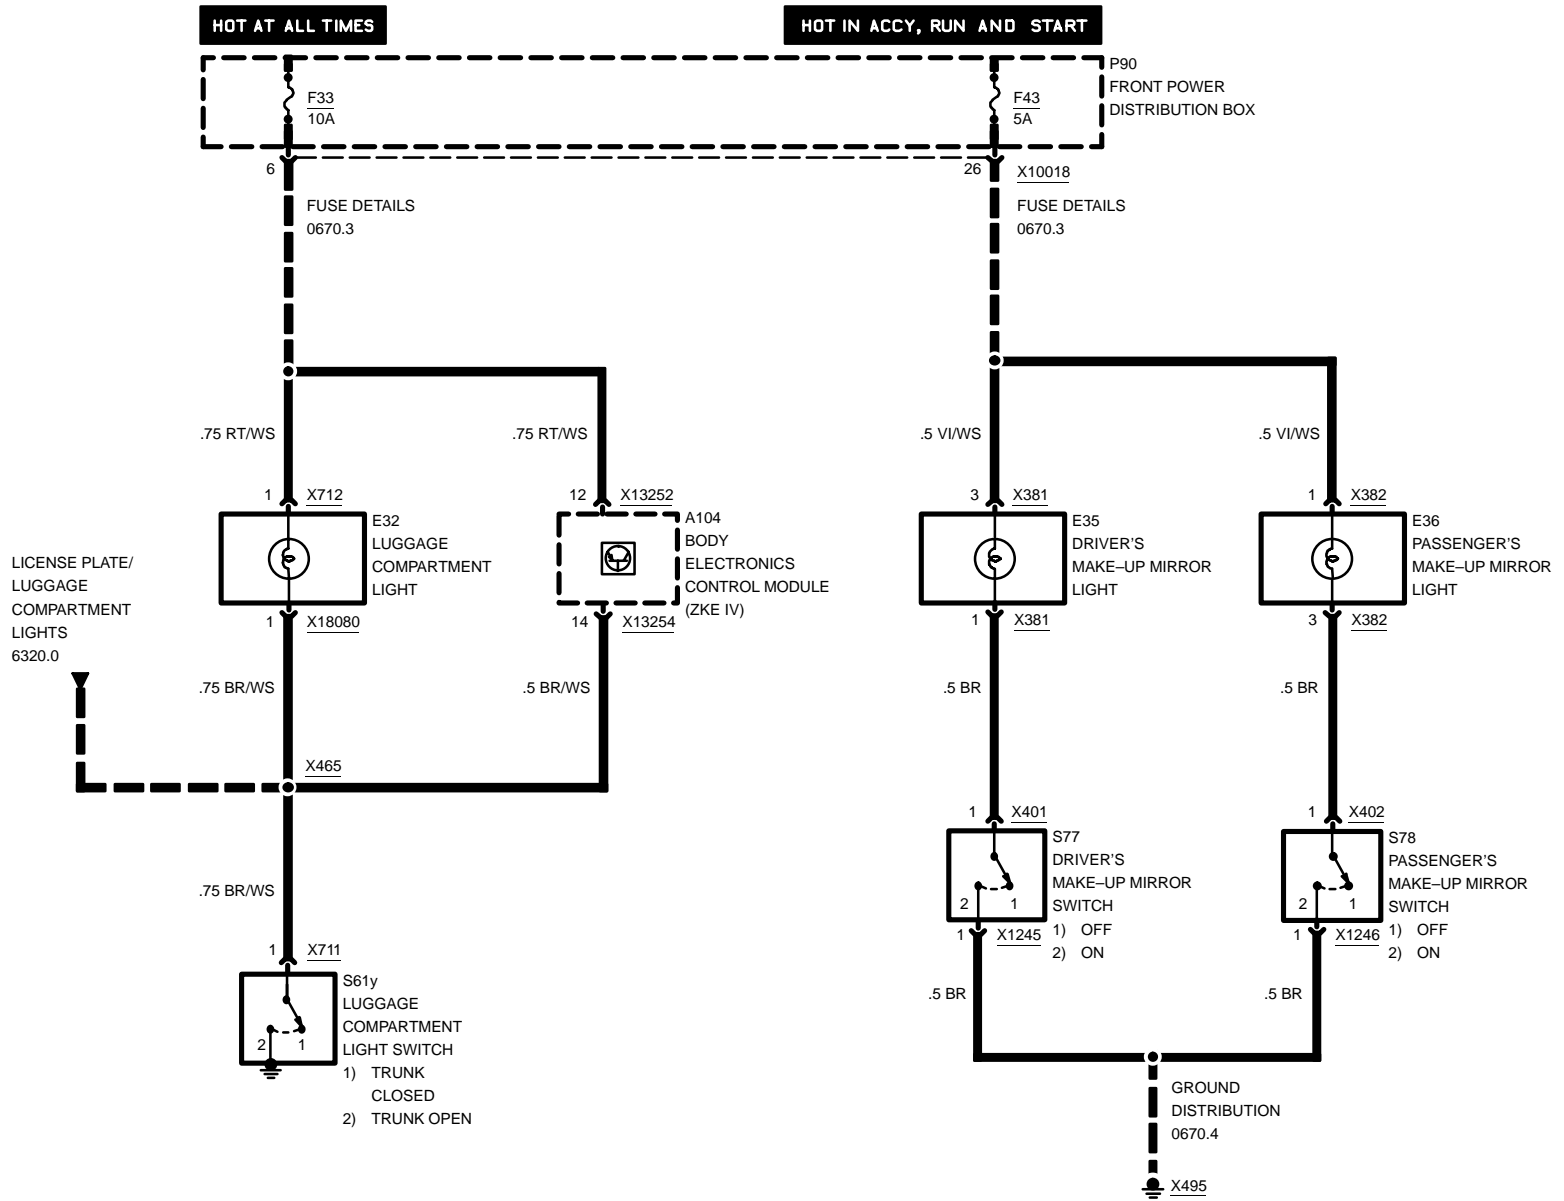 HOT AT ALL TIMES
HOT IN ACCY, RUN AND START
P90
FRONT POWER
DISTRIBUTION BOX
F33
10A
F43
5A
6
26
X10018
FUSE DETAILS
0670.3
FUSE DETAILS
0670.3
.75 RT/WS
.75 RT/WS
.5 VI/WS
.5 VI/WS
1
X712
12
X13252
3
X381
1
X382
E32
LUGGAGE
COMPARTMENT
LIGHT
A104
BODY
ELECTRONICS
CONTROL MODULE
(ZKE IV)
E35
DRIVER'S
MAKE–UP MIRROR
LIGHT
E36
PASSENGER'S
MAKE–UP MIRROR
LIGHT
LICENSE PLATE/
LUGGAGE
COMPARTMENT
LIGHTS
6320.0
1
X18080
14
X13254
1
X381
3
X382
.75 BR/WS
.5 BR/WS
.5 BR
.5 BR
X465
1
X401
1
X402
S77
DRIVER'S
MAKE–UP MIRROR
SWITCH
1) OFF
2) ON
S78
PASSENGER'S
MAKE–UP MIRROR
SWITCH
1) OFF
2) ON
2
1
2
1
.75 BR/WS
1
X1245
1
X1246
1
X711
S61y
LUGGAGE
COMPARTMENT
LIGHT SWITCH
1) TRUNK
CLOSED
2) TRUNK OPEN
2
1
.5 BR
.5 BR
GROUND
DISTRIBUTION
0670.4
X495